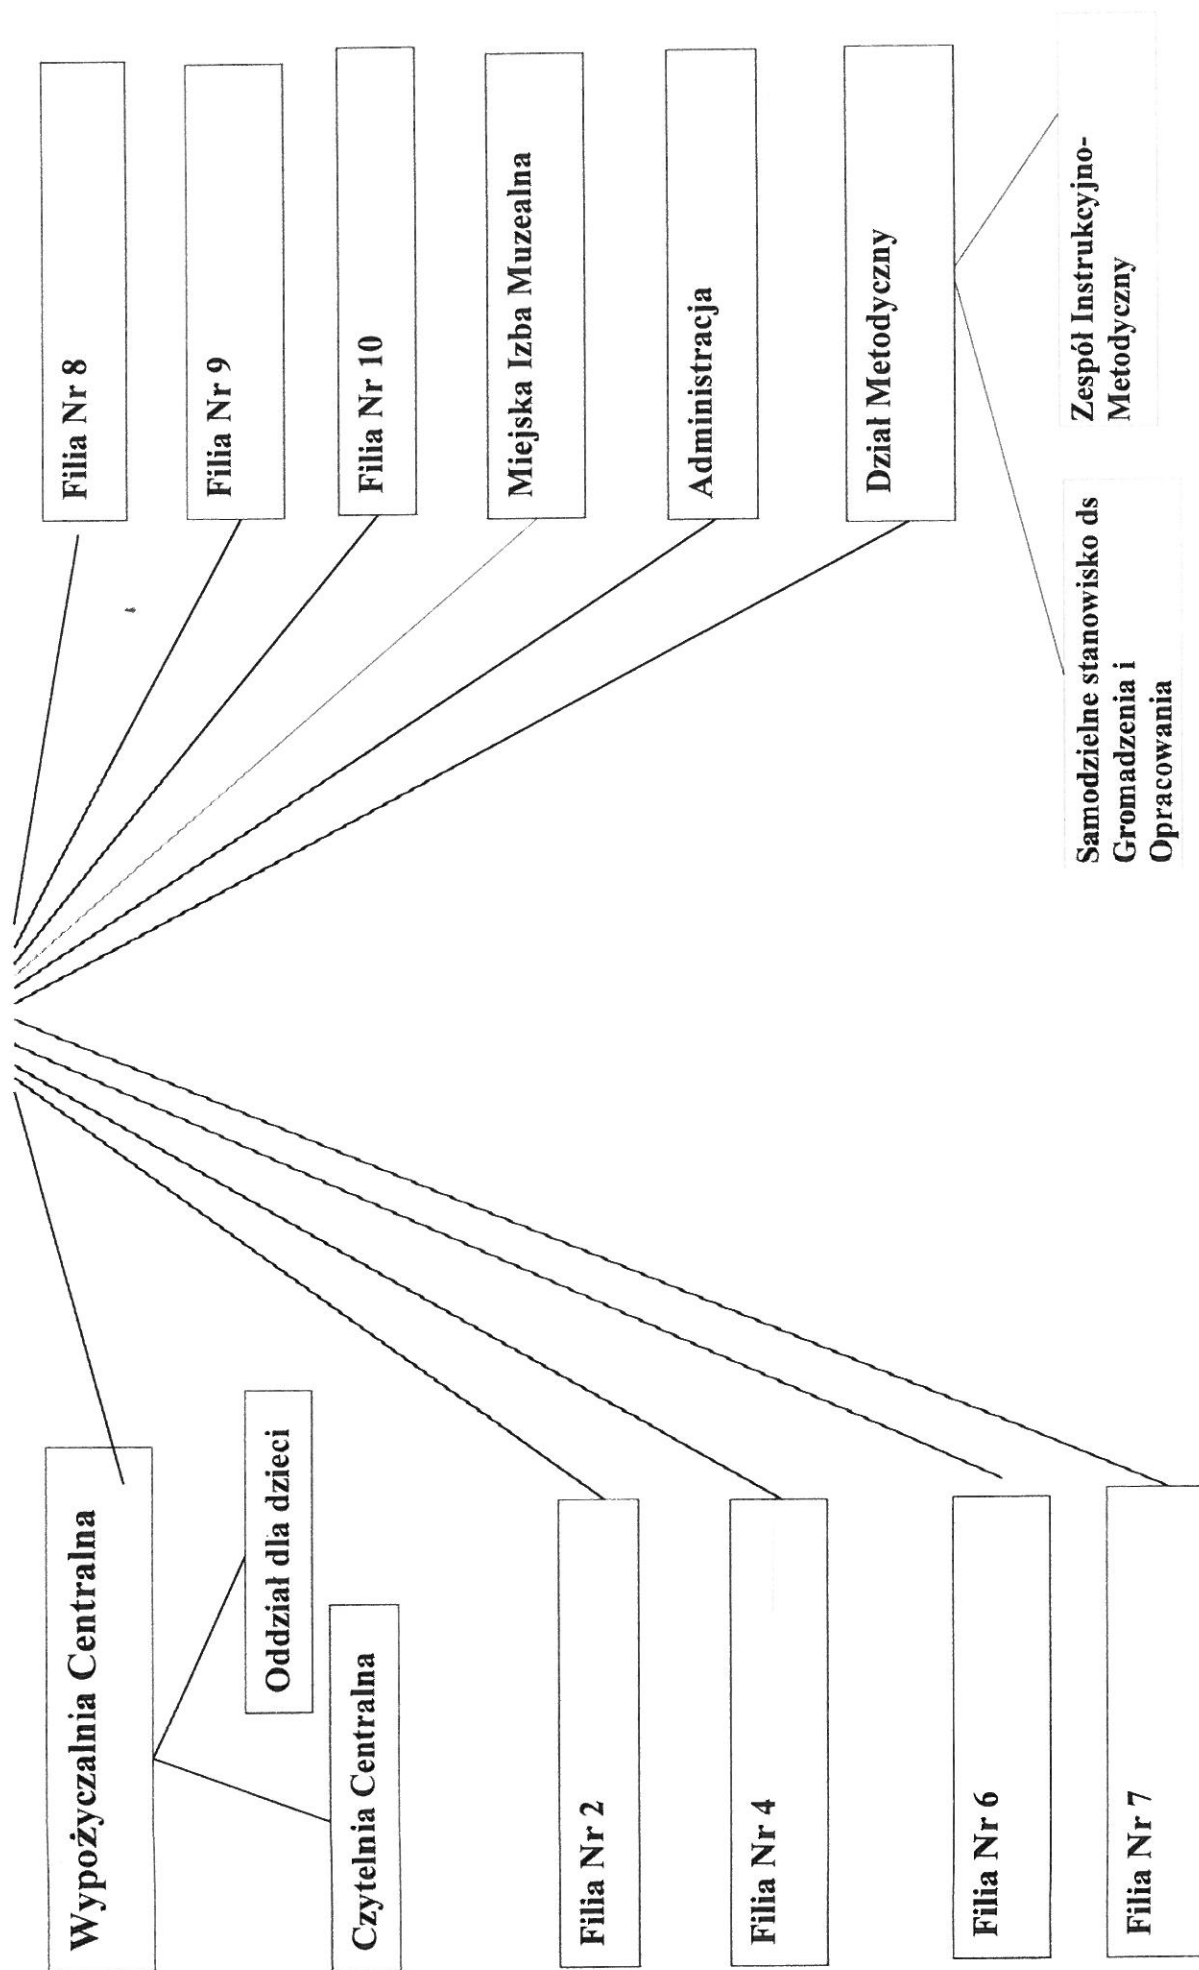 Wypożyczalnia Centralna
Oddział dla dzieci
Czytelnia Centralna
Filia Nr 2
Filia Nr 4
Filia Nr 6
Filia Nr 7
Filia Nr 8
Filia Nr 9
Filia Nr 10
Miejska Izba Muzealna
Administracja
Dział Metodyczny
Samodzielne stanowisko ds
Gromadzenia i
Opracowania
Zespół Instrukcyjno-
Metodyczny